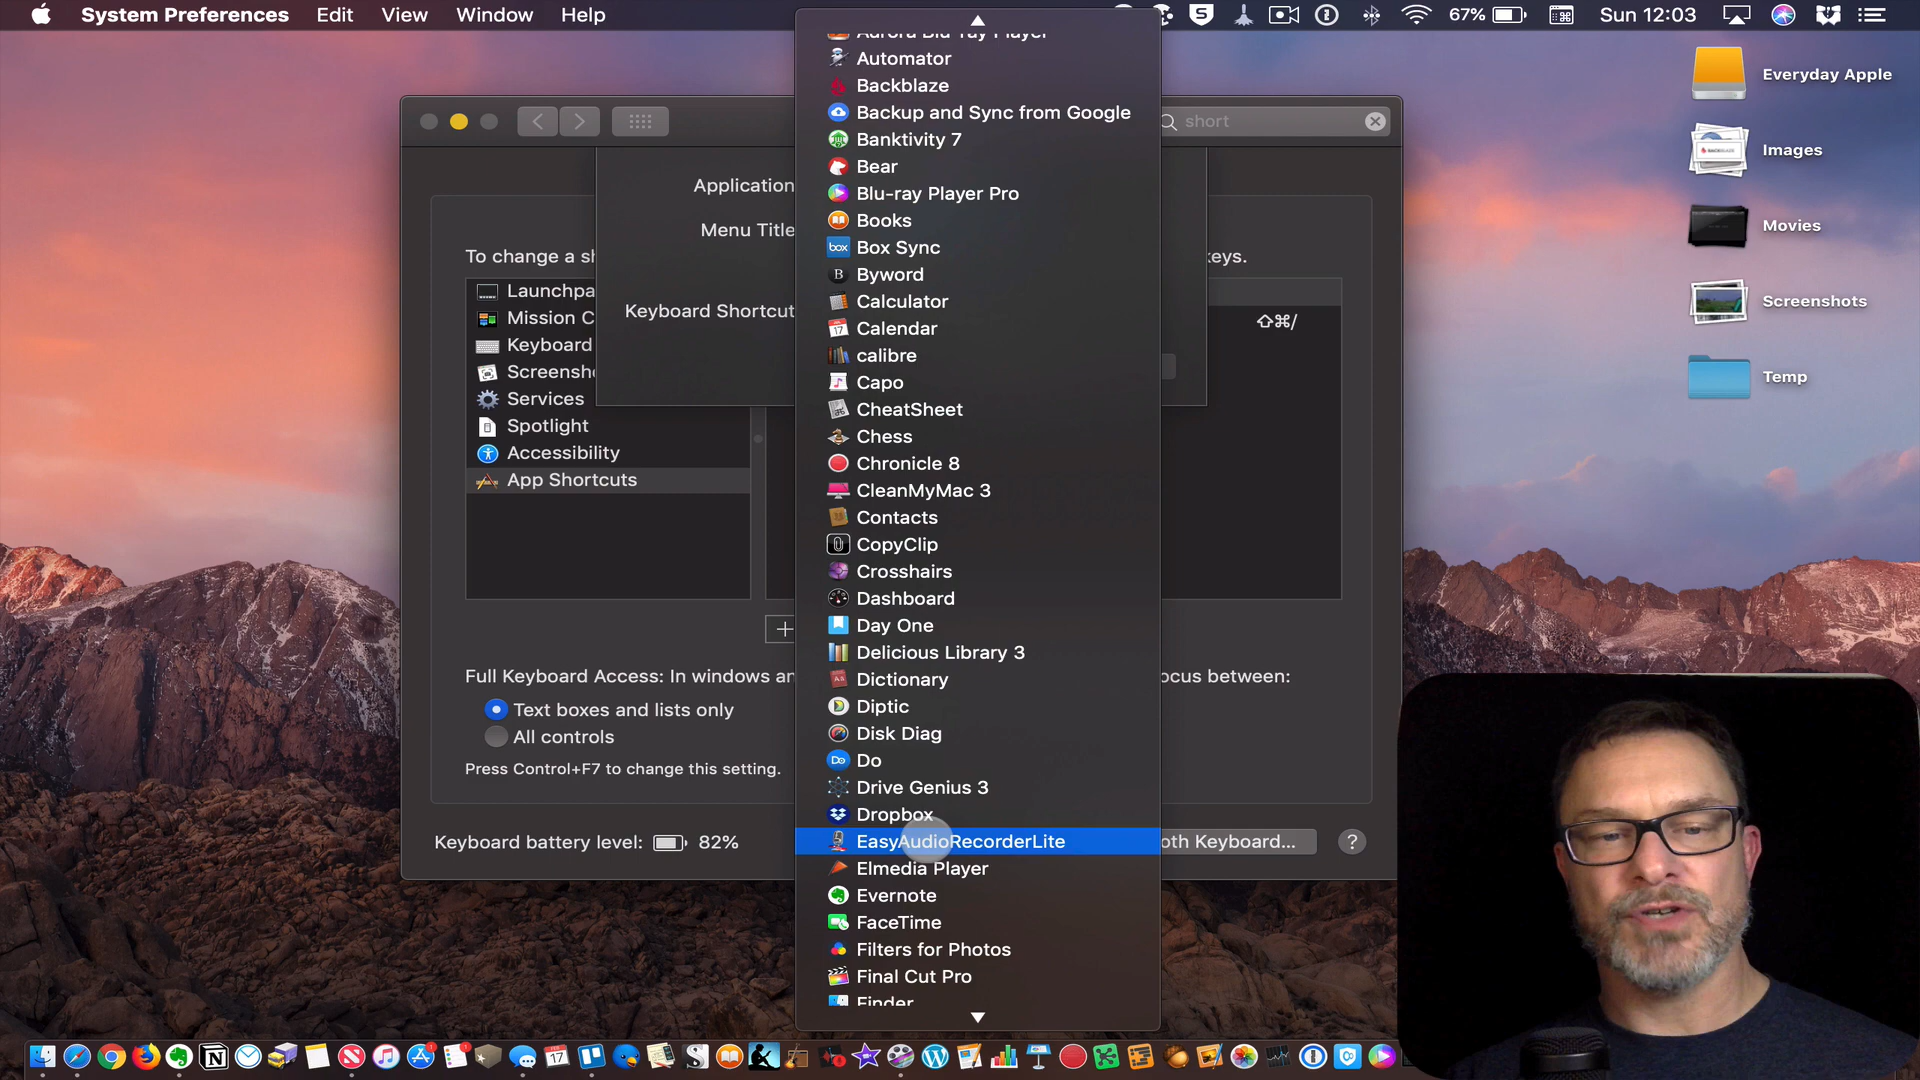 System Preferences Edit View Window Help
67% Sun 12:03
Aurora Blu-ray Player
Automator
Backblaze
Backup and Sync from Google
Banktivity 7
Bear
Blu-ray Player Pro
Books
Box Sync
Byword
Calculator
Calendar
calibre
Capo
CheatSheet
Chess
Chronicle 8
CleanMyMac 3
Contacts
CopyClip
Crosshairs
Dashboard
Day One
Delicious Library 3
Dictionary
Diptic
Disk Diag
Do
Drive Genius 3
Dropbox
EasyAudioRecorderLite
Elmedia Player
Evernote
FaceTime
Filters for Photos
Final Cut Pro
Finder
short
Application
Menu Title
Keyboard Shortcut
To change a sh
keys.
Launchpa
Mission C
Keyboard
Screensho
Services
Spotlight
Accessibility
App Shortcuts
⇧⌘/
Full Keyboard Access: In windows an
ocus between:
Text boxes and lists only
All controls
Press Control+F7 to change this setting.
Keyboard battery level: 82%
oth Keyboard... ?
Everyday Apple
Images
Movies
Screenshots
Temp